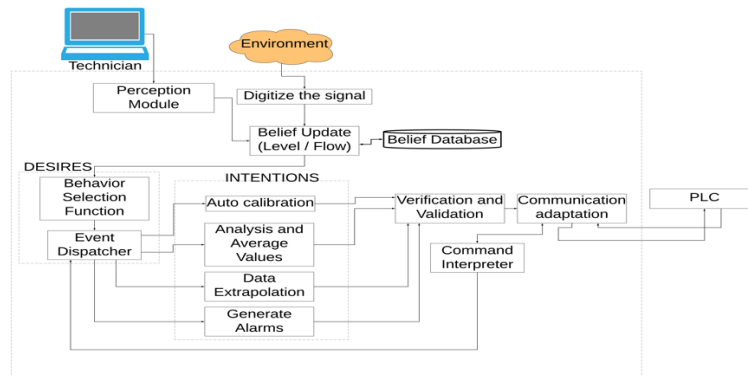 Environment
Technician
Perception
Module
Digitize the signal
Belief Update
(Level / Flow)
Belief Database
DESIRES
Behavior
Selection
Function
Event
Dispatcher
INTENTIONS
Auto calibration
Analysis and
Average
Values
Data
Extrapolation
Generate
Alarms
Verification and
Validation
Communication
adaptation
Command
Interpreter
PLC